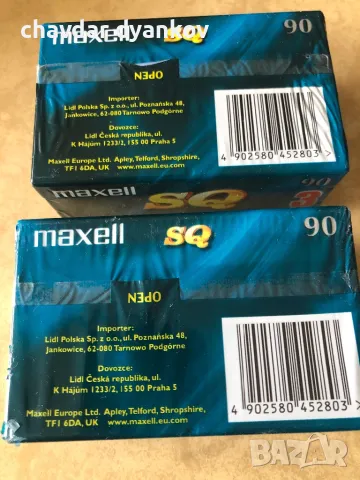 chavdar dyankov
maxell SQ 90
OPEN
Importer:
Lidl Polska Sp. z o.o., ul. Poznańska 48,
Jankowice, 62-080 Tarnowo Podgórne
Dovozce:
Lidl Česká republika, ul.
K Hájům 1233/2, 155 00 Praha 5
Maxell Europe Ltd. Apley, Telford, Shropshire,
TF1 6DA, UK www.maxell.eu.com
4 902580 452803 >
maxell SQ 90 3
maxell SQ 90
OPEN
Importer:
Lidl Polska Sp. z o.o., ul. Poznańska 48,
Jankowice, 62-080 Tarnowo Podgórne
Dovozce:
Lidl Česká republika, ul.
K Hájům 1233/2, 155 00 Praha 5
Maxell Europe Ltd. Apley, Telford, Shropshire,
TF1 6DA, UK www.maxell.eu.com
4 902580 452803 >
bazar